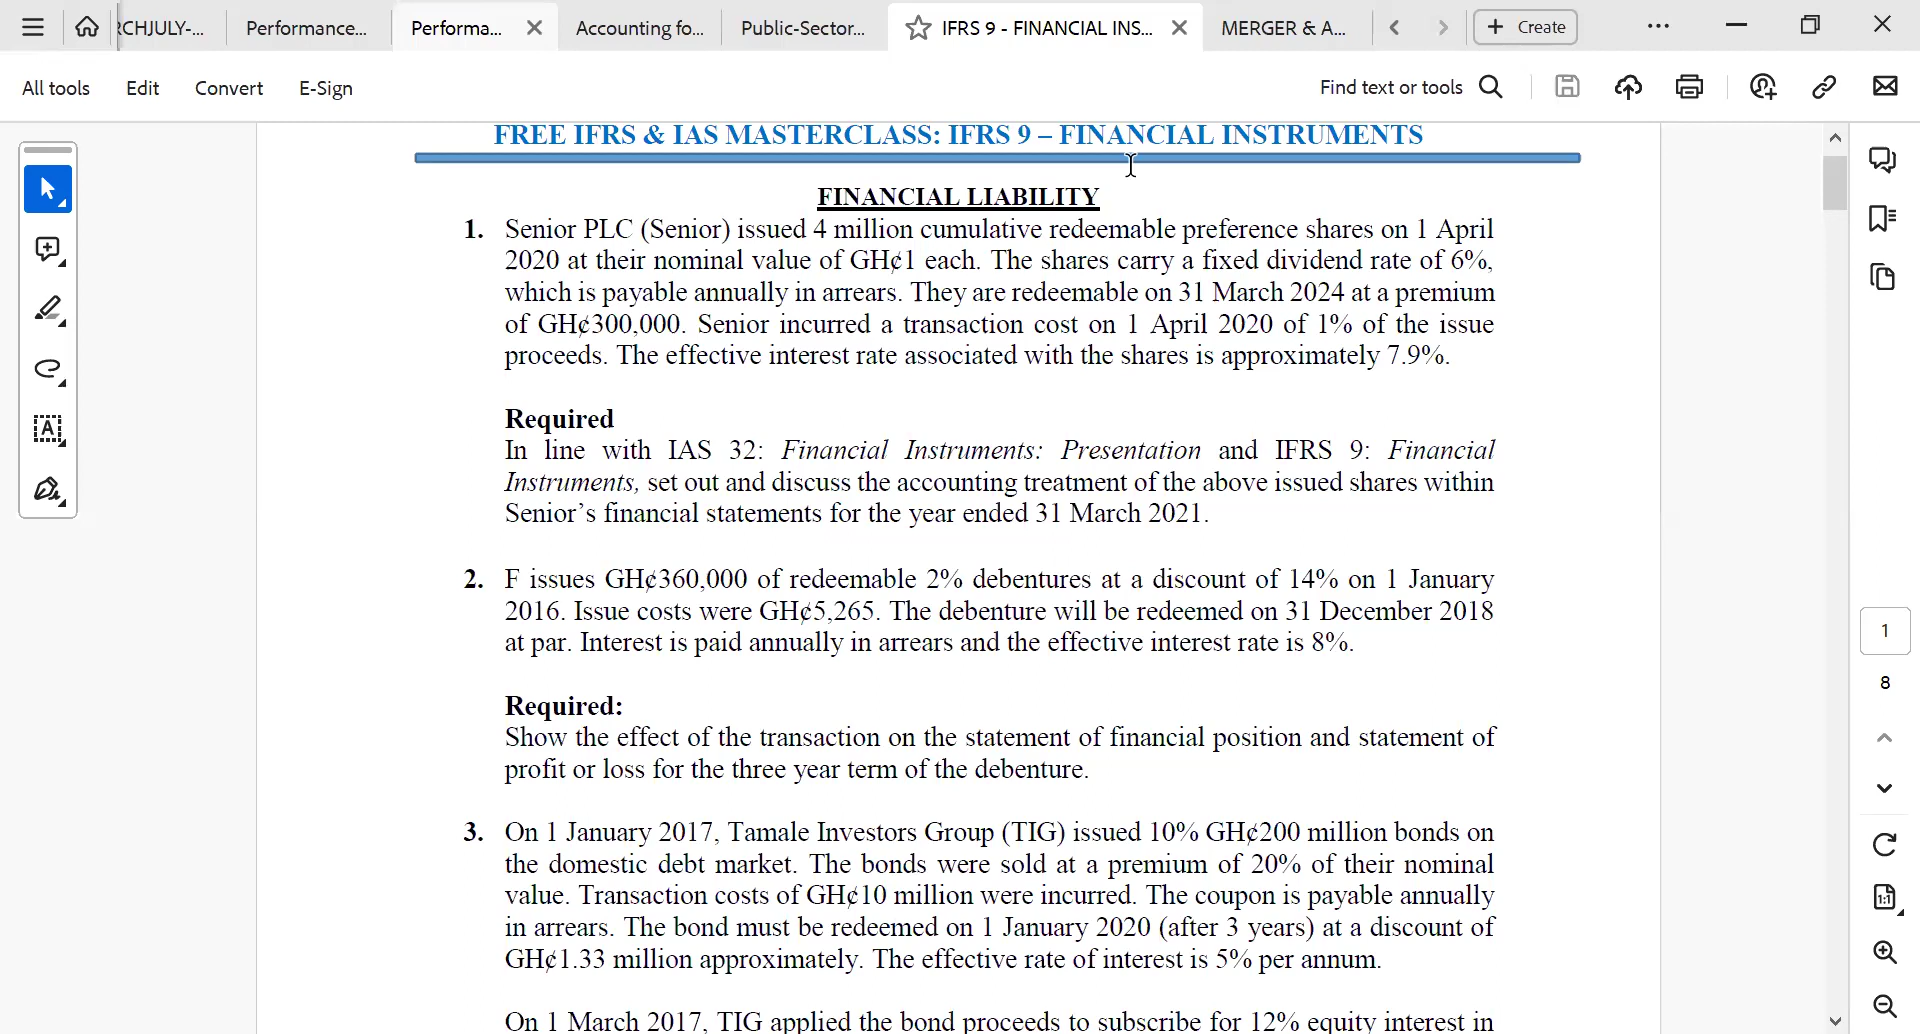 RCHJULY-...
Performance...
Performa...
Accounting fo...
Public-Sector...
IFRS 9 - FINANCIAL INS...
MERGER & A...
Create
All tools
Edit
Convert
E-Sign
Find text or tools
FREE IFRS & IAS MASTERCLASS: IFRS 9 – FINANCIAL INSTRUMENTS
FINANCIAL LIABILITY
1. Senior PLC (Senior) issued 4 million cumulative redeemable preference shares on 1 April
2020 at their nominal value of GH¢1 each. The shares carry a fixed dividend rate of 6%,
which is payable annually in arrears. They are redeemable on 31 March 2024 at a premium
of GH¢300,000. Senior incurred a transaction cost on 1 April 2020 of 1% of the issue
proceeds. The effective interest rate associated with the shares is approximately 7.9%.
Required
In line with IAS 32: Financial Instruments: Presentation and IFRS 9: Financial
Instruments, set out and discuss the accounting treatment of the above issued shares within
Senior’s financial statements for the year ended 31 March 2021.
2. F issues GH¢360,000 of redeemable 2% debentures at a discount of 14% on 1 January
2016. Issue costs were GH¢5,265. The debenture will be redeemed on 31 December 2018
at par. Interest is paid annually in arrears and the effective interest rate is 8%.
Required:
Show the effect of the transaction on the statement of financial position and statement of
profit or loss for the three year term of the debenture.
3. On 1 January 2017, Tamale Investors Group (TIG) issued 10% GH¢200 million bonds on
the domestic debt market. The bonds were sold at a premium of 20% of their nominal
value. Transaction costs of GH¢10 million were incurred. The coupon is payable annually
in arrears. The bond must be redeemed on 1 January 2020 (after 3 years) at a discount of
GH¢1.33 million approximately. The effective rate of interest is 5% per annum.
On 1 March 2017, TIG applied the bond proceeds to subscribe for 12% equity interest in
1
8